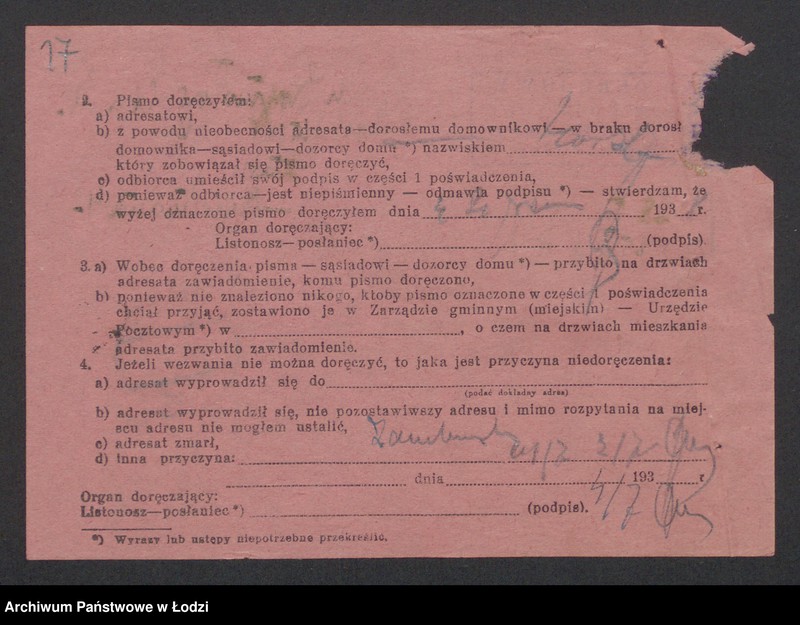 17
2. Pismo doręczyłem:
a) adresatowi,
b) z powodu nieobecności adresata—dorosłemu domownikowi — w braku dorosł
domownika—sąsiadowi—dozorcy domu *) nazwiskiem
który zobowiązał się pismo doręczyć,
c) odbiorca umieścił swój podpis w części 1 poświadczenia,
d) ponieważ odbiorca—jest niepiśmienny — odmawia podpisu *) — stwierdzam, że
wyżej oznaczone pismo doręczyłem dnia 193 r.
Organ doręczający:
Listonosz— posłaniec *) (podpis)
3. a) Wobec doręczenia pisma — sąsiadowi — dozorcy domu *) — przybito na drzwiach
adresata zawiadomienie, komu pismo doręczono,
b) ponieważ nie znaleziono nikogo, ktoby pismo oznaczone w części 1 poświadczenia
chciał przyjąć, zostawiono je w Zarządzie gminnym (miejskim) — Urzędzie
Pocztowym *) w , o czem na drzwiach mieszkania
adresata przybito zawiadomienie.
4. Jeżeli wezwania nie można doręczyć, to jaka jest przyczyna niedoręczenia:
a) adresat wyprowadził się do
(podać dokładny adres)
b) adresat wyprowadził się, nie pozostawiwszy adresu i mimo rozpytania na miej-
scu adresu nie mogłem ustalić,
c) adresat zmarł,
d) inna przyczyna: 2/7 3/7
dnia 193 r
Organ doręczający:
Listonosz—posłaniec *) (podpis). 4/7
*) Wyrazy lub ustępy niepotrzebne przekreślić.
Archiwum Państwowe w Łodzi